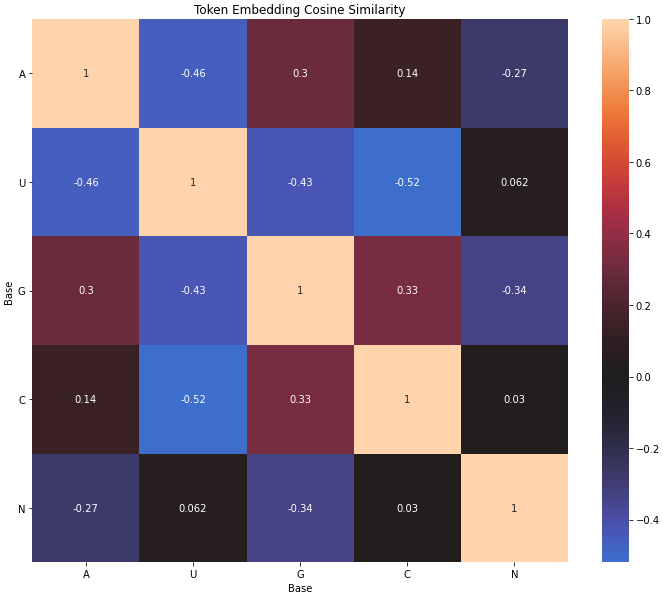 Token Embedding Cosine Similarity
A 1 -0.46 0.3 0.14 -0.27
U -0.46 1 -0.43 -0.52 0.062
G 0.3 -0.43 1 0.33 -0.34
C 0.14 -0.52 0.33 1 0.03
N -0.27 0.062 -0.34 0.03 1
A U G C N
Base
Base
1.0
0.8
0.6
0.4
0.2
0.0
−0.2
−0.4